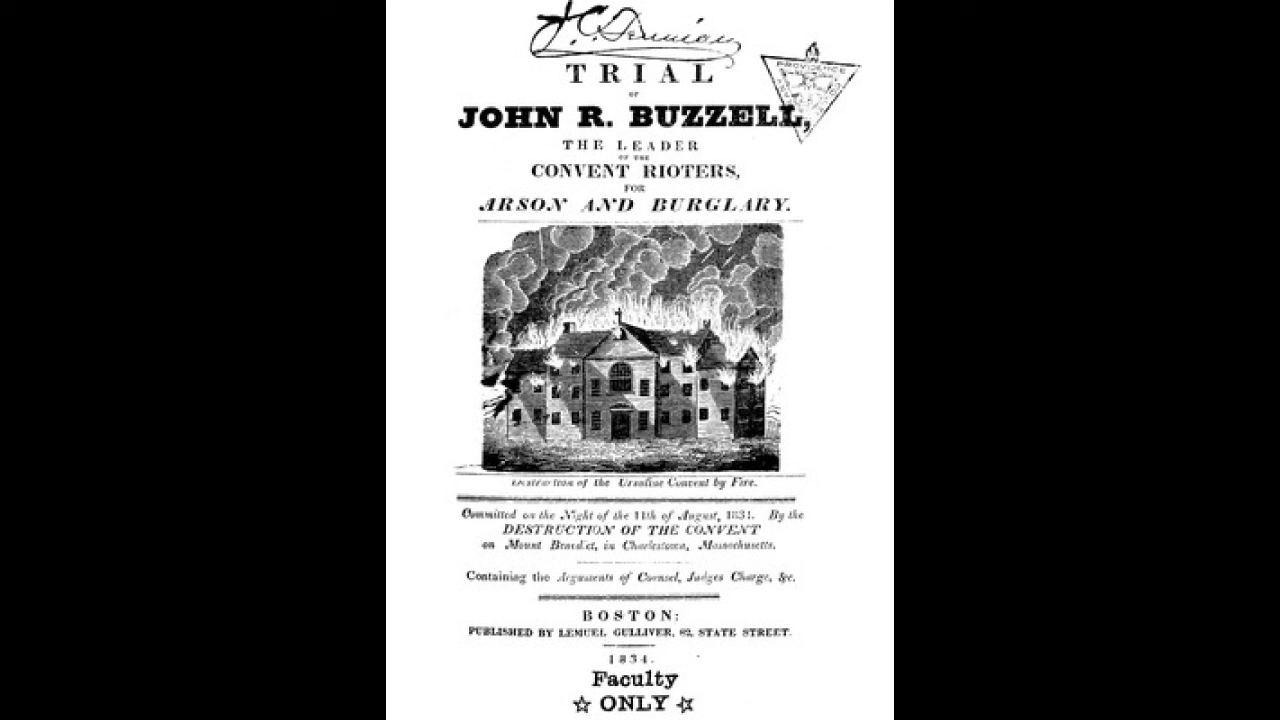 TRIAL
OF
JOHN R. BUZZELL,
THE LEADER
OF THE
CONVENT RIOTERS,
FOR
ARSON AND BURGLARY.
PROVIDENCE
Destruction of the Ursuline Convent by Fire.
Committed on the Night of the 11th of August, 1834. By the
DESTRUCTION OF THE CONVENT
on Mount Benedict, in Charlestown, Massachusetts.
Containing the Arguments of Counsel, Judges Charge, &c.
BOSTON:
PUBLISHED BY LEMUEL GULLIVER, 82, STATE STREET.
1834.
Faculty
☆ ONLY ☆